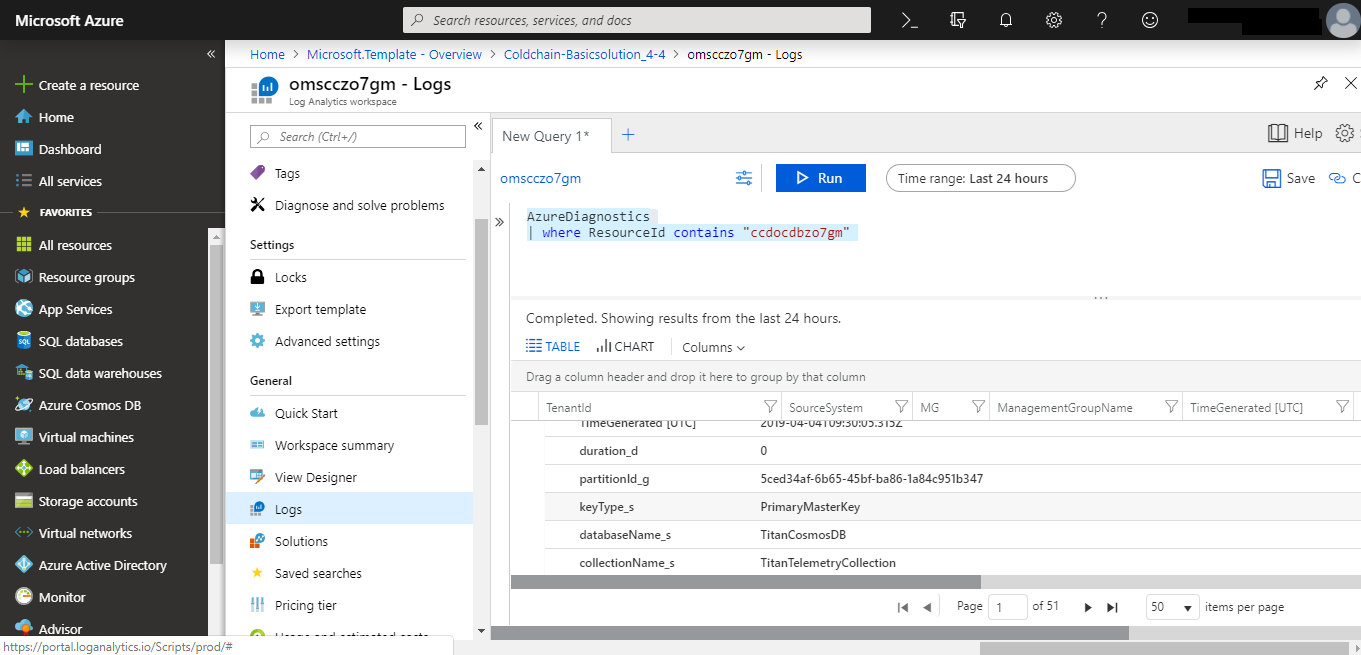 Microsoft Azure
Search resources, services, and docs
Create a resource
Home
Dashboard
All services
FAVORITES
All resources
Resource groups
App Services
SQL databases
SQL data warehouses
Azure Cosmos DB
Virtual machines
Load balancers
Storage accounts
Virtual networks
Azure Active Directory
Monitor
Advisor
https://portal.loganalytics.io/Scripts/prod/#
Home > Microsoft.Template - Overview > Coldchain-Basicsolution_4-4 > omscczo7gm - Logs
omscczo7gm - Logs
Log Analytics workspace
Search (Ctrl+/)
Tags
Diagnose and solve problems
Settings
Locks
Export template
Advanced settings
General
Quick Start
Workspace summary
View Designer
Logs
Solutions
Saved searches
Pricing tier
Usage and estimated costs
New Query 1*
Help
omscczo7gm
Run
Time range: Last 24 hours
Save
AzureDiagnostics
| where ResourceId contains "ccdocdbzo7gm"
Completed. Showing results from the last 24 hours.
TABLE CHART Columns
Drag a column header and drop it here to group by that column
TenantId SourceSystem MG ManagementGroupName TimeGenerated [UTC]
TimeGenerated [UTC] 2019-04-04T09:30:05.315Z
duration_d 0
partitionId_g 5ced34af-6b65-45bf-ba86-1a84c951b347
keyType_s PrimaryMasterKey
databaseName_s TitanCosmosDB
collectionName_s TitanTelemetryCollection
Page 1 of 51 50 items per page